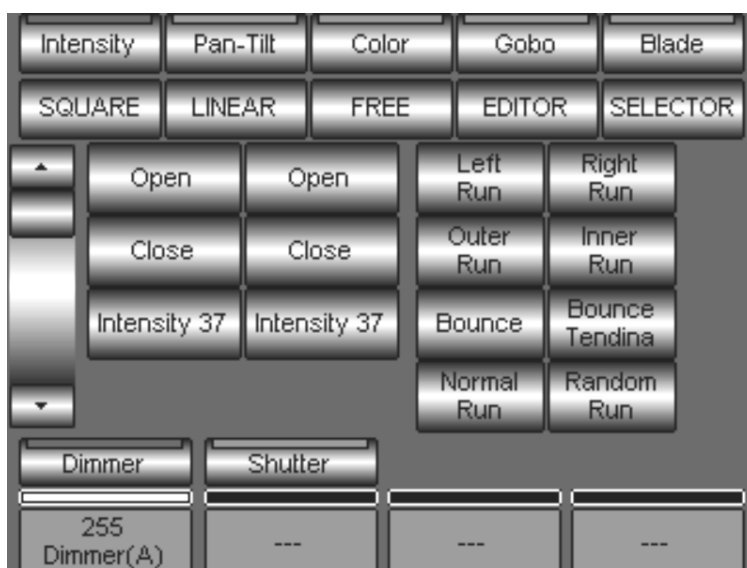 Intensity Pan-Tilt Color Gobo Blade
SQUARE LINEAR FREE EDITOR SELECTOR
Open Open Left Run Right Run
Close Close Outer Run Inner Run
Intensity 37 Intensity 37 Bounce Bounce Tendina
Normal Run Random Run
Dimmer Shutter
255 Dimmer(A) --- --- ---